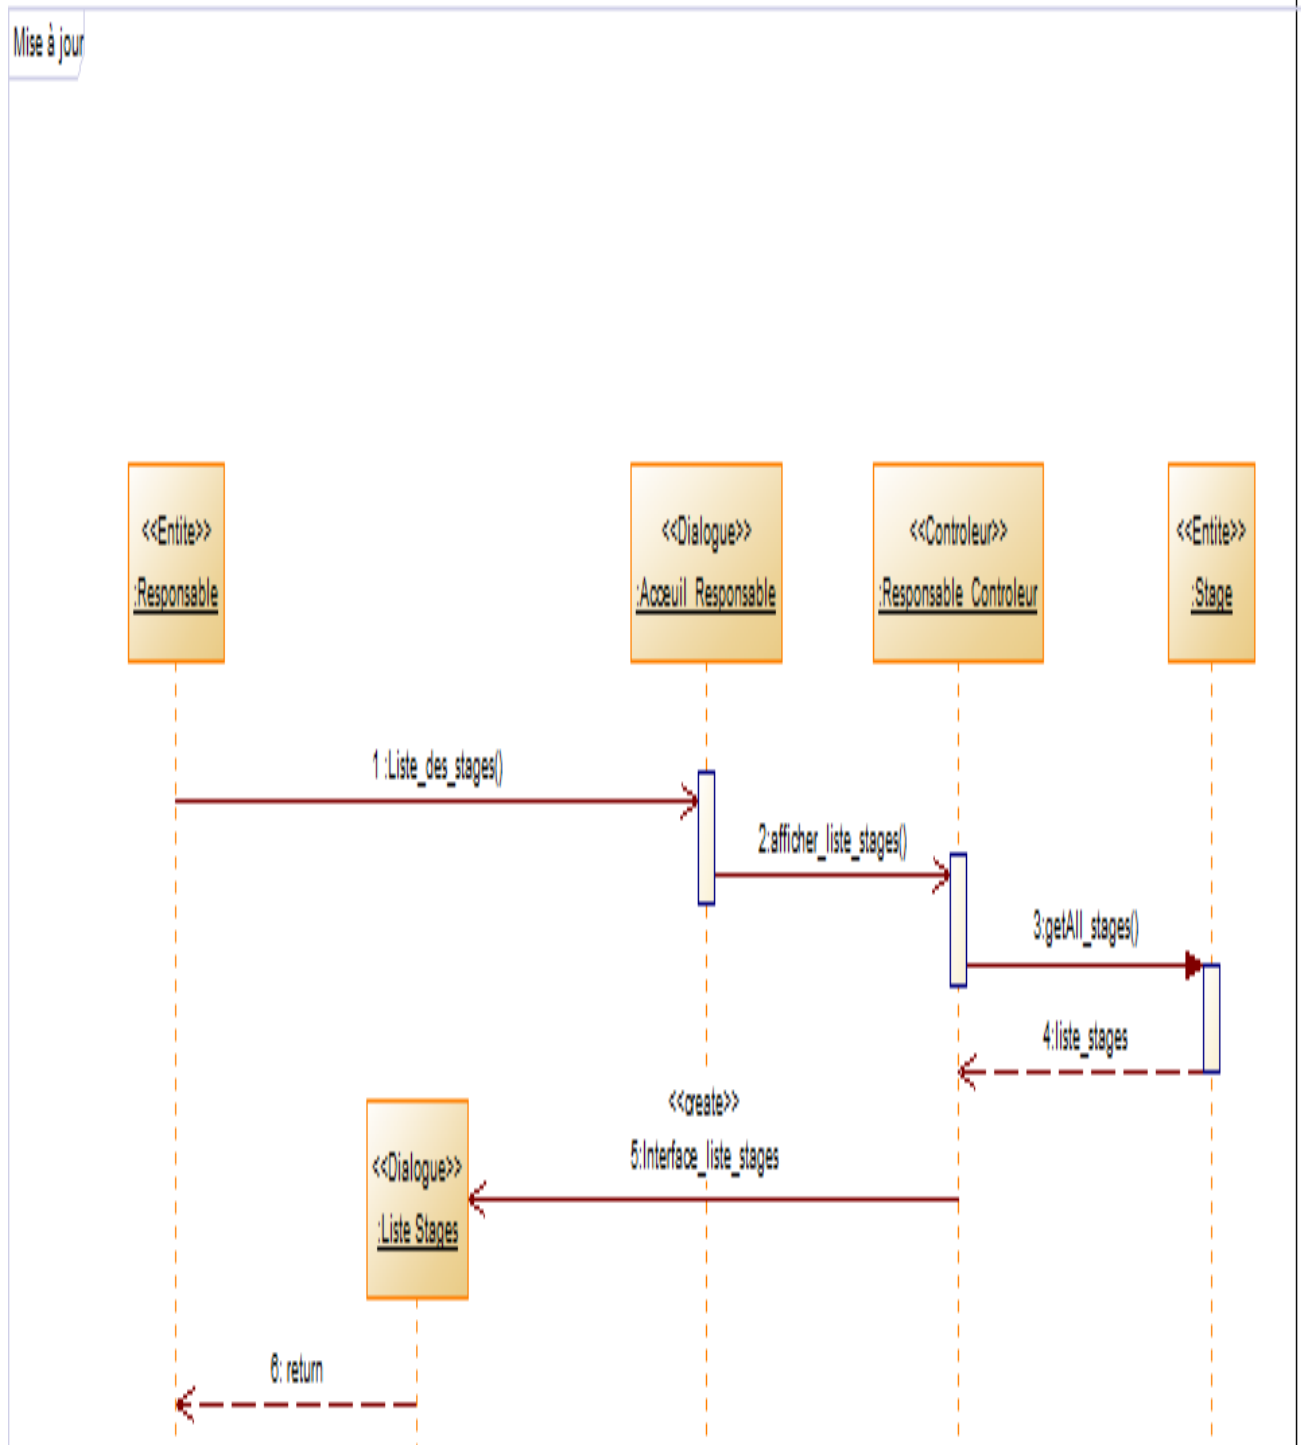 Mise à jour
<<Entite>>
:Responsable
<<Dialogue>>
:Acœuil_Responsable
<<Controleur>>
:Responsable_Controleur
<<Entite>>
:Stage
1 :Liste_des_stages()
2:afficher_liste_stages()
3:getAll_stages()
4:liste_stages
<<create>>
5:Interface_liste_stages
<<Dialogue>>
:Liste Stages
6: return